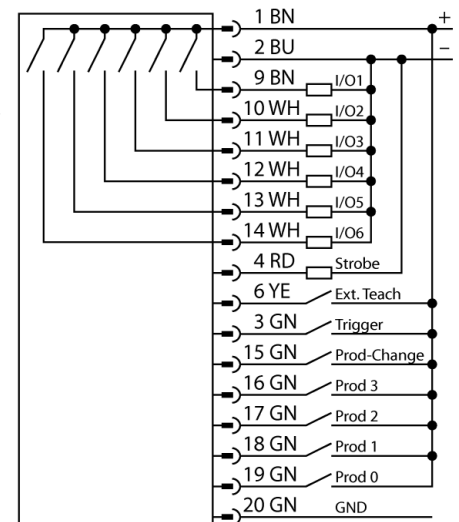 1 BN +
2 BU –
9 BN I/O1
10 WH I/O2
11 WH I/O3
12 WH I/O4
13 WH I/O5
14 WH I/O6
4 RD Strobe
6 YE Ext. Teach
3 GN Trigger
15 GN Prod-Change
16 GN Prod 3
17 GN Prod 2
18 GN Prod 1
19 GN Prod 0
20 GN GND